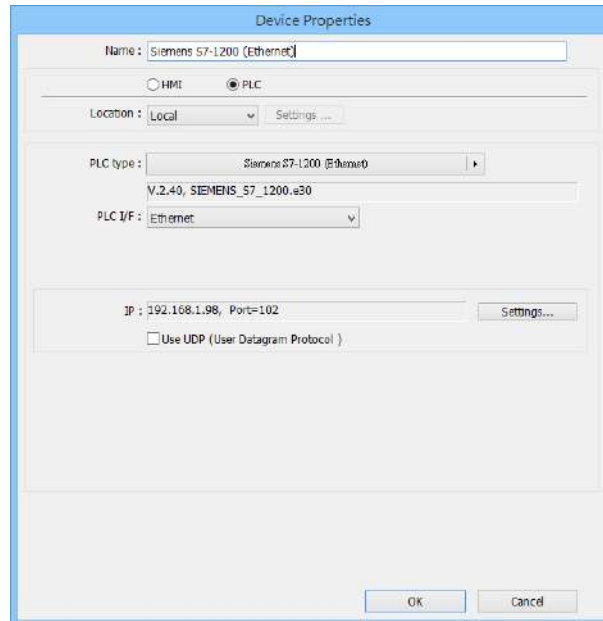 Device Properties
Name : Siemens S7-1200 (Ethernet)
HMI PLC
Location : Local Settings ...
PLC type : Siemens S7-1200 (Ethernet)
V.2.40, SIEMENS_S7_1200.e30
PLC I/F : Ethernet
IP : 192.168.1.98, Port=102 Settings...
Use UDP (User Datagram Protocol )
OK Cancel